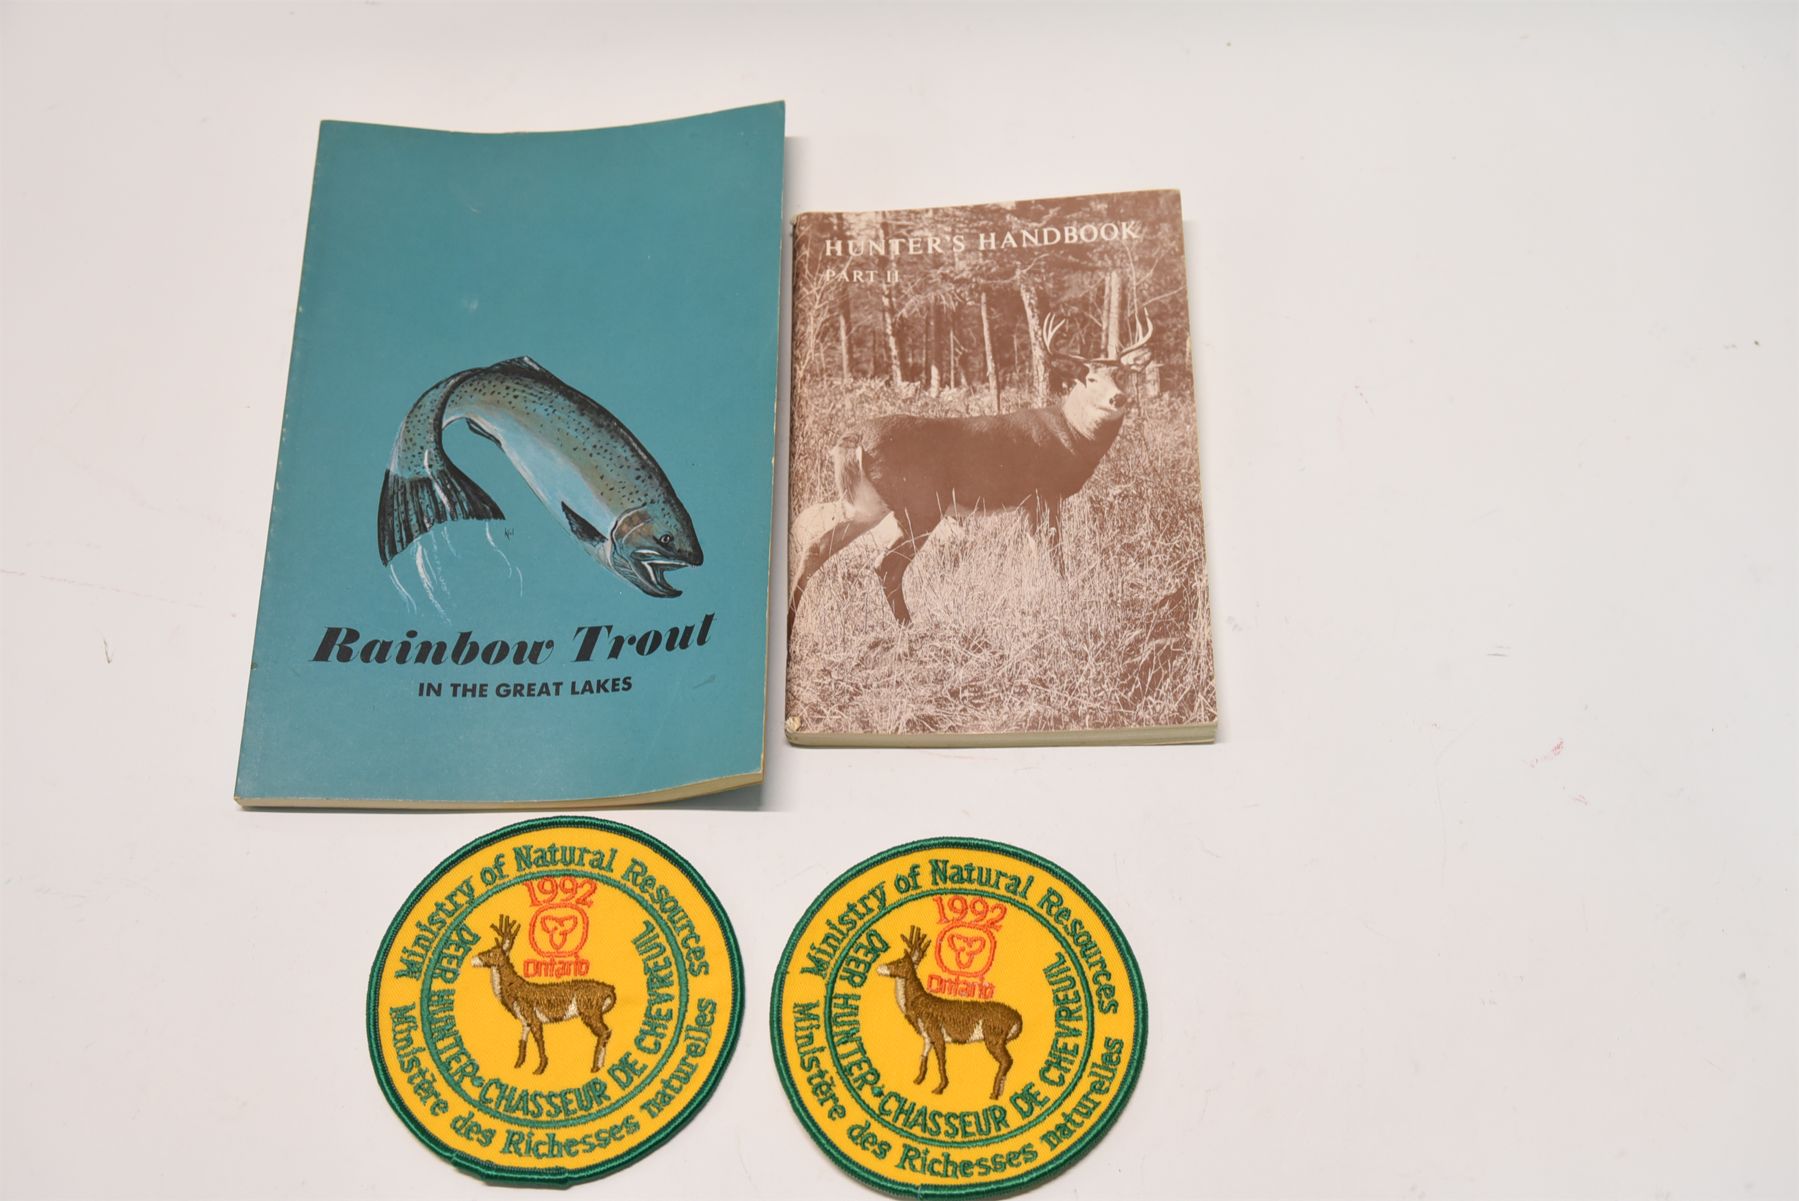 Rainbow Trout
IN THE GREAT LAKES
HUNTER'S HANDBOOK
PART II
Ministry of Natural Resources
1992
Ontario
DEER HUNTER • CHASSEUR DE CHEVREUIL
Ministère des Richesses naturelles
Ministry of Natural Resources
1992
Ontario
DEER HUNTER • CHASSEUR DE CHEVREUIL
Ministère des Richesses naturelles